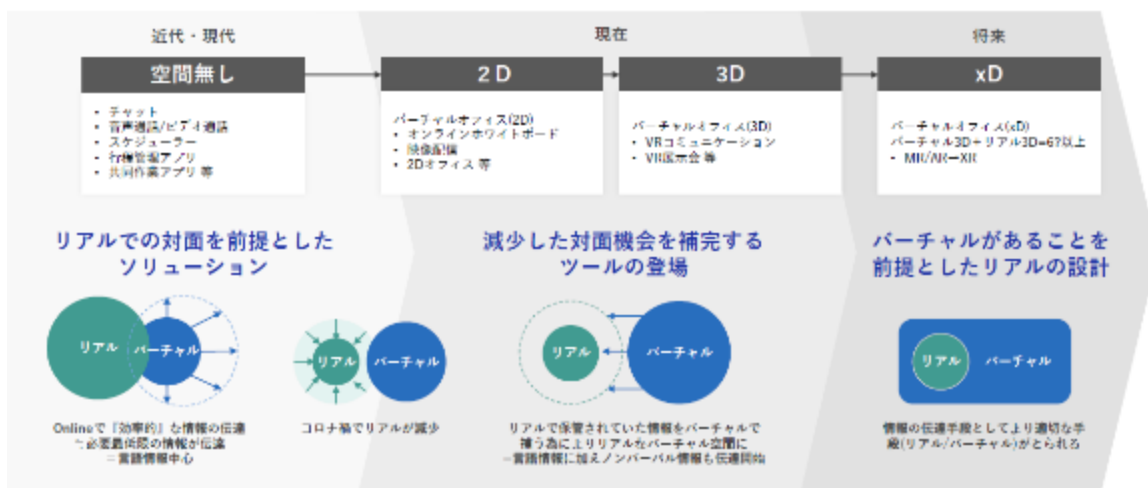 近代・現代
現在
将来
空間無し
2D
3D
xD
・ チャット
・ 音声通話/ビデオ通話
・ スケジューラー
・ 行程管理アプリ
・ 共同作業アプリ 等
バーチャルオフィス(2D)
・ オンラインホワイトボード
・ 映像配信
・ 2Dオフィス 等
バーチャルオフィス(3D)
・ VRコミュニケーション
・ VR展示会 等
バーチャルオフィス(xD)
バーチャル3D+リアル3D=6?以上
・ MR/AR→XR
リアルでの対面を前提とした
ソリューション
減少した対面機会を補完する
ツールの登場
バーチャルがあることを
前提としたリアルの設計
リアル
バーチャル
リアル
バーチャル
リアル
バーチャル
リアル
バーチャル
Onlineで『効率的』な情報の伝達
必要最低限の情報が伝達
=言語情報中心
コロナ禍でリアルが減少
リアルで保管されていた情報をバーチャルで
補う為によりリアルなバーチャル空間に
=言語情報に加えノンバーバル情報も伝達開始
情報の伝達手段としてより適切な手
段(リアル/バーチャル)がとられる